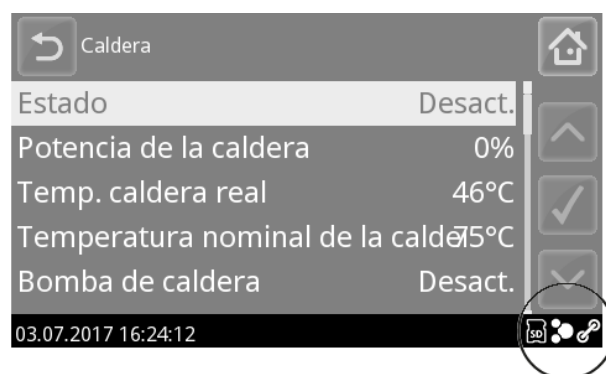 Caldera
Estado Desact.
Potencia de la caldera 0%
Temp. caldera real 46°C
Temperatura nominal de la calde 75°C
Bomba de caldera Desact.
03.07.2017 16:24:12 SD